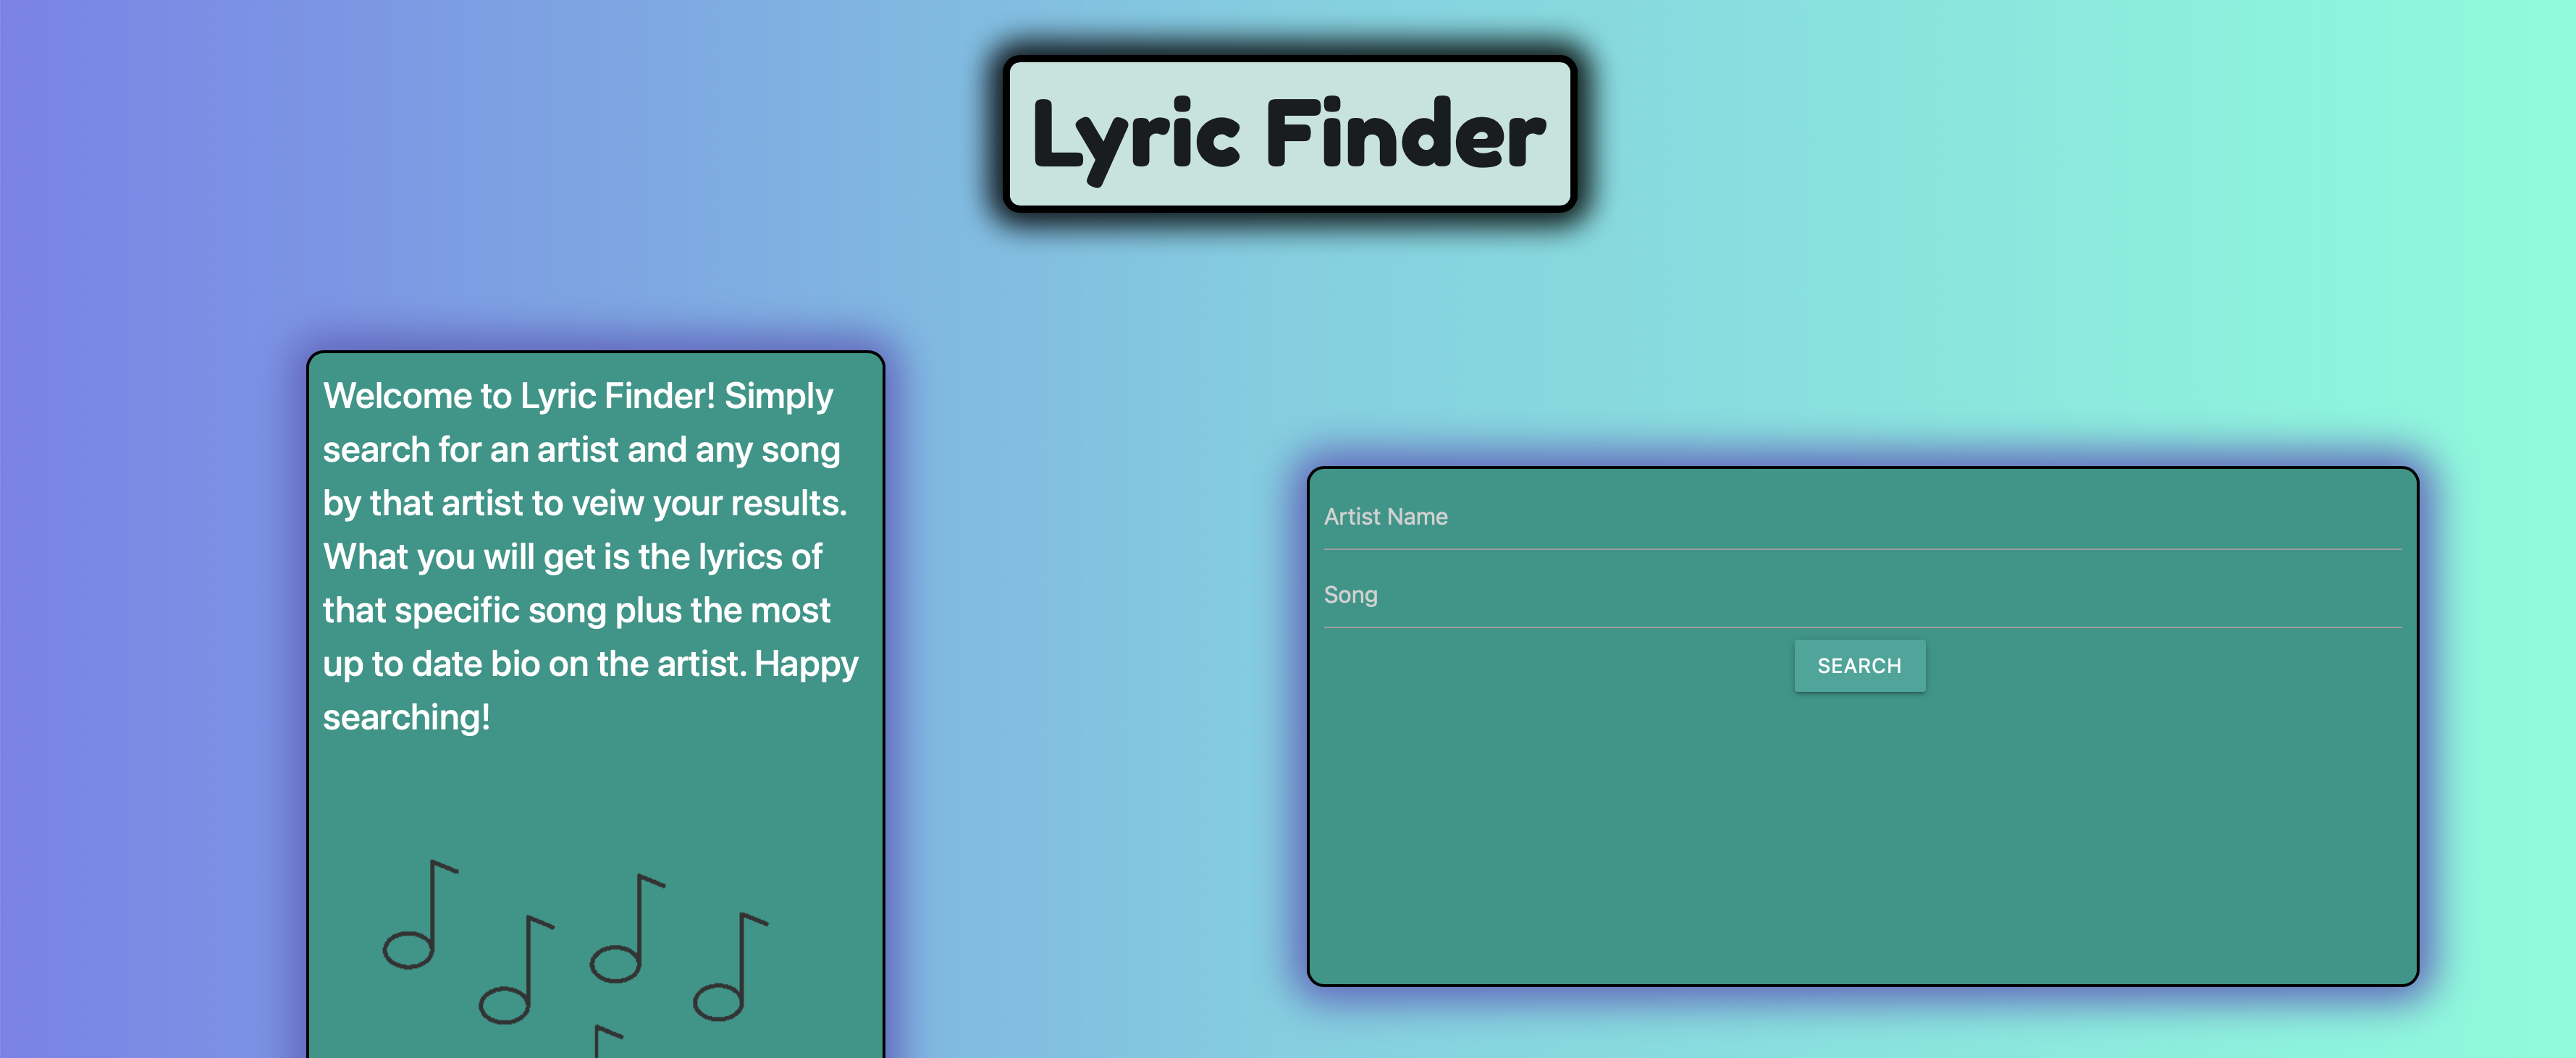 Lyric Finder
Welcome to Lyric Finder! Simply
search for an artist and any song
by that artist to veiw your results.
What you will get is the lyrics of
that specific song plus the most
up to date bio on the artist. Happy
searching!
Artist Name
Song
SEARCH